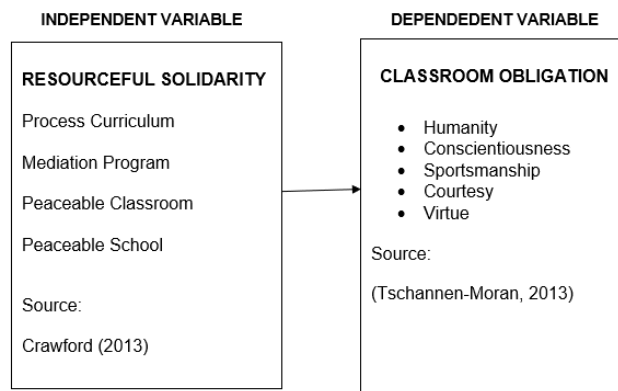 INDEPENDENT VARIABLE
RESOURCEFUL SOLIDARITY
Process Curriculum
Mediation Program
Peaceable Classroom
Peaceable School
Source:
Crawford (2013)
DEPENDEDENT VARIABLE
CLASSROOM OBLIGATION
• Humanity
• Conscientiousness
• Sportsmanship
• Courtesy
• Virtue
Source:
(Tschannen-Moran, 2013)